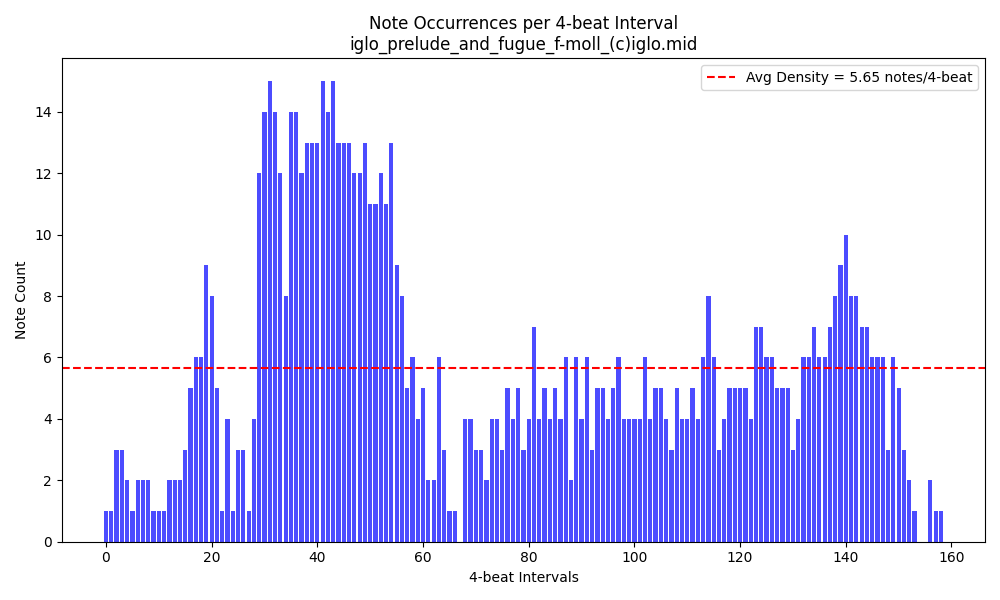 Note Occurrences per 4-beat Interval
iglo_prelude_and_fugue_f-moll_(c)iglo.mid
Avg Density = 5.65 notes/4-beat
Note Count
14
12
10
8
6
4
2
0
0 20 40 60 80 100 120 140 160
4-beat Intervals